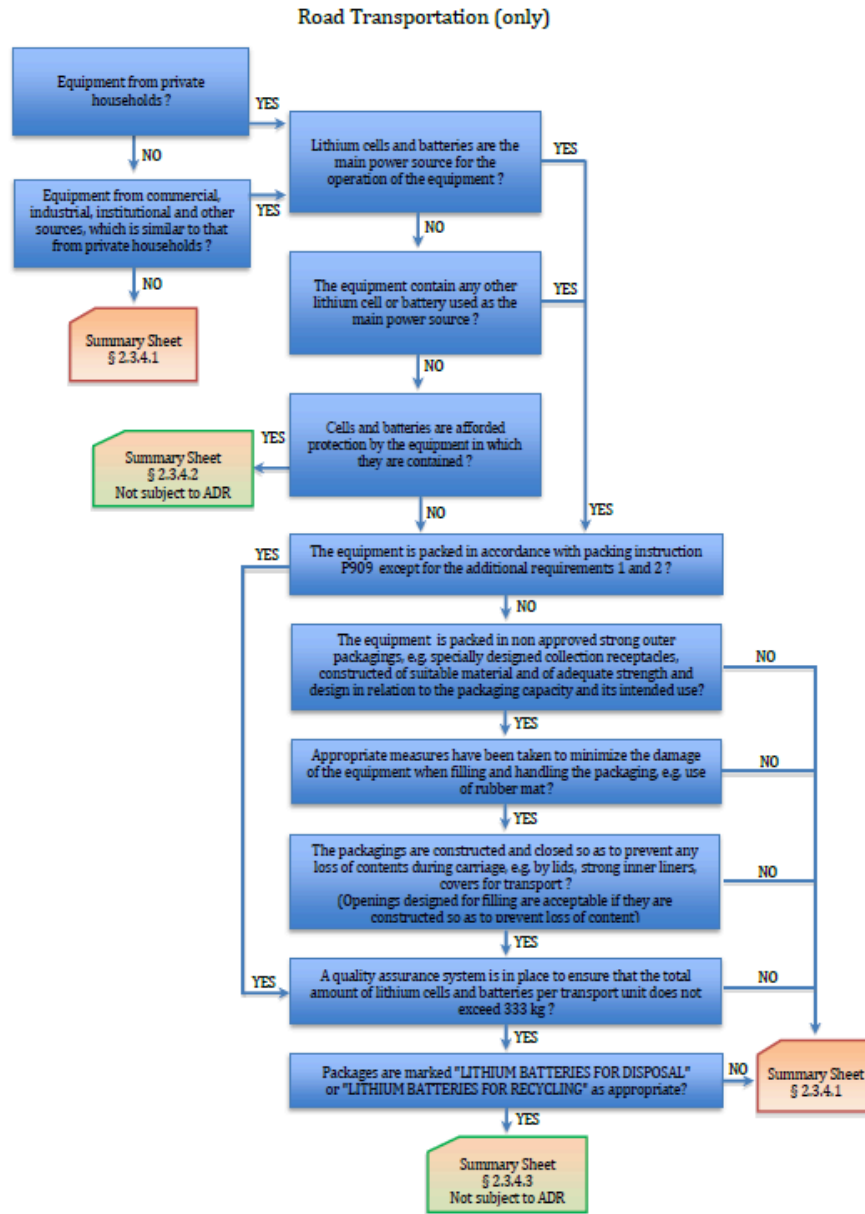 Road Transportation (only)
Equipment from private
households ?
YES
NO
Lithium cells and batteries are the
main power source for the
operation of the equipment ?
YES
Equipment from commercial,
industrial, institutional and other
sources, which is similar to that
from private households ?
YES
NO
NO
The equipment contain any other
lithium cell or battery used as the
main power source ?
YES
Summary Sheet
§ 2.3.4.1
NO
Cells and batteries are afforded
protection by the equipment in which
they are contained ?
YES
Summary Sheet
§ 2.3.4.2
Not subject to ADR
NO
YES
YES
The equipment is packed in accordance with packing instruction
P909 except for the additional requirements 1 and 2 ?
NO
The equipment is packed in non approved strong outer
packagings, e.g. specially designed collection receptacles,
constructed of suitable material and of adequate strength and
design in relation to the packaging capacity and its intended use?
NO
YES
Appropriate measures have been taken to minimize the damage
of the equipment when filling and handling the packaging, e.g. use
of rubber mat ?
NO
YES
The packagings are constructed and closed so as to prevent any
loss of contents during carriage, e.g. by lids, strong inner liners,
covers for transport ?
(Openings designed for filling are acceptable if they are
constructed so as to prevent loss of content)
NO
YES
YES
A quality assurance system is in place to ensure that the total
amount of lithium cells and batteries per transport unit does not
exceed 333 kg ?
NO
YES
Packages are marked "LITHIUM BATTERIES FOR DISPOSAL"
or "LITHIUM BATTERIES FOR RECYCLING" as appropriate?
NO
Summary Sheet
§ 2.3.4.1
YES
Summary Sheet
§ 2.3.4.3
Not subject to ADR